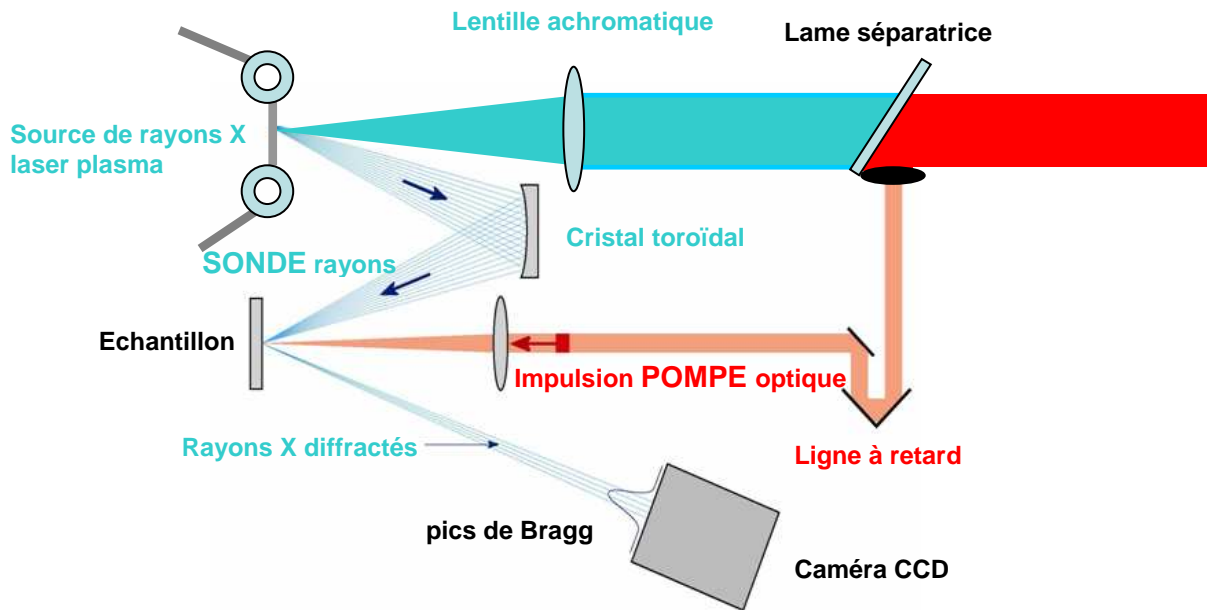 Lentille achromatique
Lame séparatrice
Source de rayons X
laser plasma
Cristal toroïdal
SONDE rayons
Echantillon
Impulsion POMPE optique
Rayons X diffractés
Ligne à retard
pics de Bragg
Caméra CCD